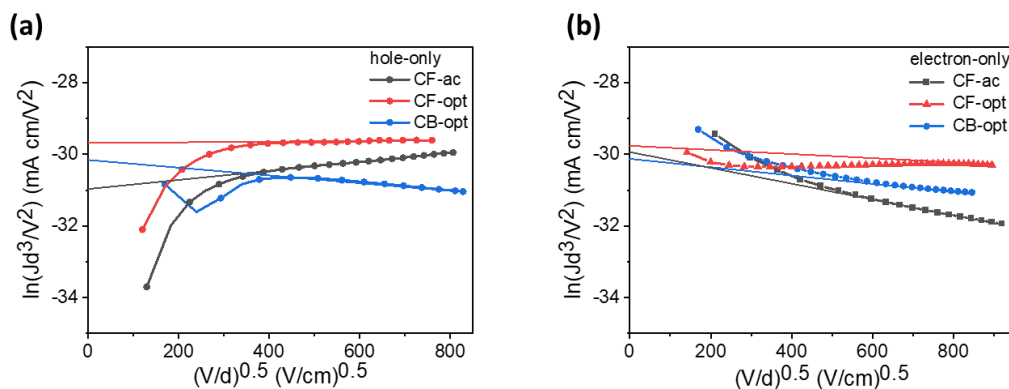 (a)
hole-only
CF-ac
CF-opt
CB-opt
ln(Jd³/V²) (mA cm/V²)
-28
-30
-32
-34
0 200 400 600 800
(V/d)^0.5 (V/cm)^0.5
(b)
electron-only
CF-ac
CF-opt
CB-opt
ln(Jd³/V²) (mA cm/V²)
-28
-30
-32
-34
0 200 400 600 800
(V/d)^0.5 (V/cm)^0.5